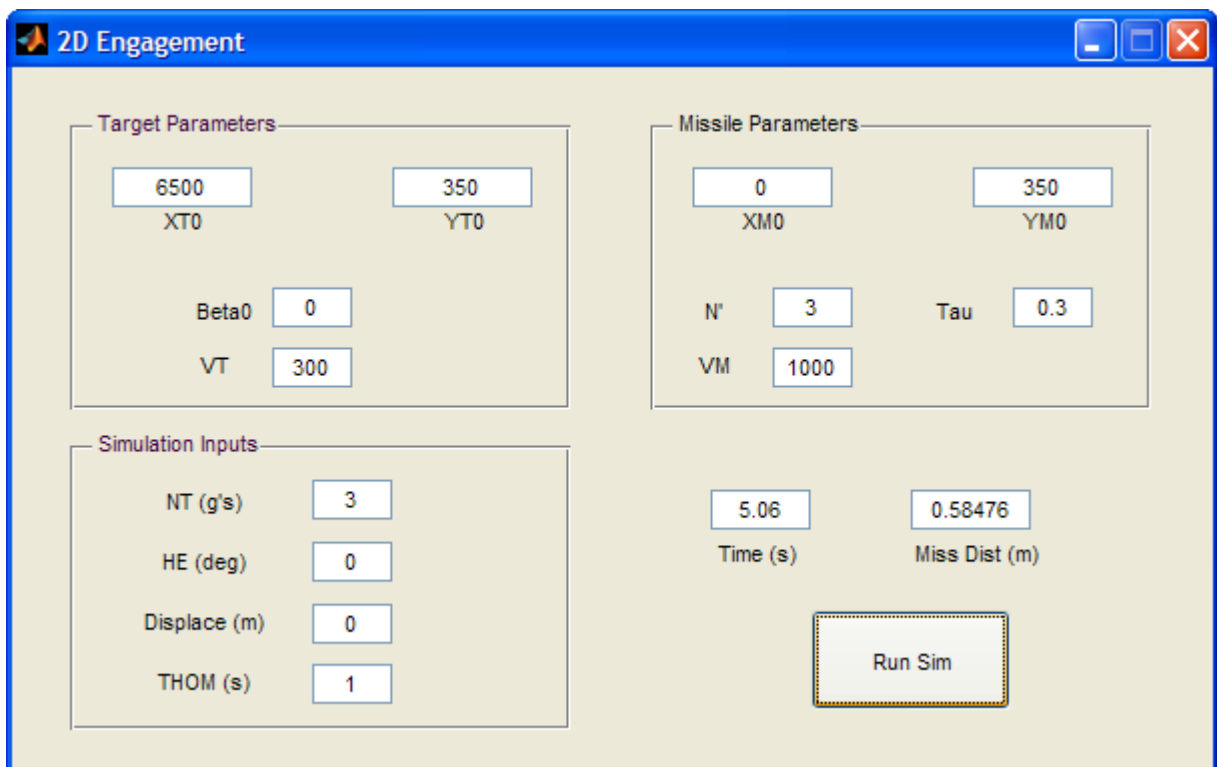 2D Engagement
Target Parameters
6500 350
XT0 YT0
Beta0 0
VT 300
Missile Parameters
0 350
XM0 YM0
N' 3 Tau 0.3
VM 1000
Simulation Inputs
NT (g's) 3
HE (deg) 0
Displace (m) 0
THOM (s) 1
5.06 0.58476
Time (s) Miss Dist (m)
Run Sim